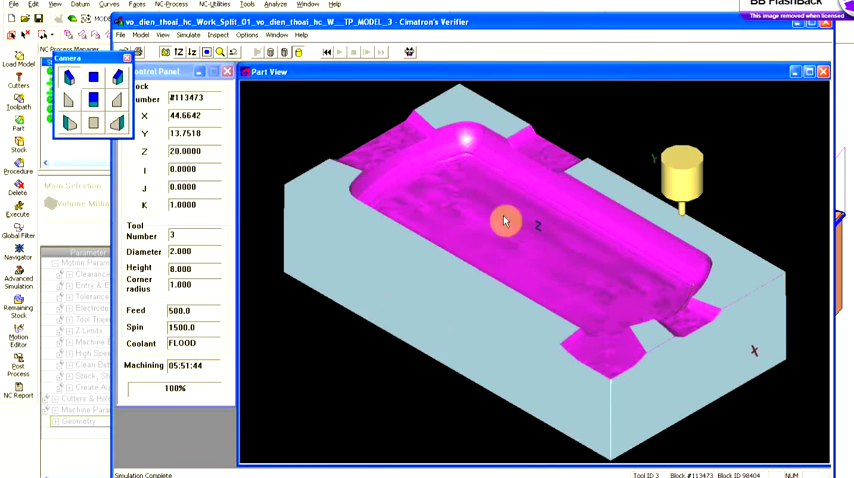 File Edit View Datum Curves NC-Process NC-Utilities Tools Analyze Window Help
BB FlashBack
This image removed when licensed
vo_dien_thoai_hc_Work_Split_01_vo_dien_thoai_hc_W__TP_MODEL_3 - Cimatron's Verifier
File Model View Simulate Inspect Options Window Help
NC Process Manager
Camera
Control Panel
Part View
Load Model
Cutters
Toolpath
Part
Stock
Procedure
Delete
Execute
Global Filter
Navigator
Advanced
Simulation
Remaining
Stock
Motion
Editor
Post
Process
NC Report
Main Selection
Volume Millin
Parameter
Motion Param
Clearance
Entry & E
Tolerance
Electrode
Tool Traj
Z Limits
Machine B
High Spee
Clean Betw
Stock, Su
Create Au
Cutters & Hol
Machine Para
Geometry
Number #113473
X 44.6642
Y 13.7518
Z 20.0000
I 0.0000
J 0.0000
K 1.0000
Tool
Number 3
Diameter 2.000
Height 8.000
Corner
radius 1.000
Feed 500.0
Spin 1500.0
Coolant FLOOD
Machining 05:51:44
100%
Y
Z
X
Simulation Complete
Tool ID:3 Block #113473 Block ID 98404 NUM